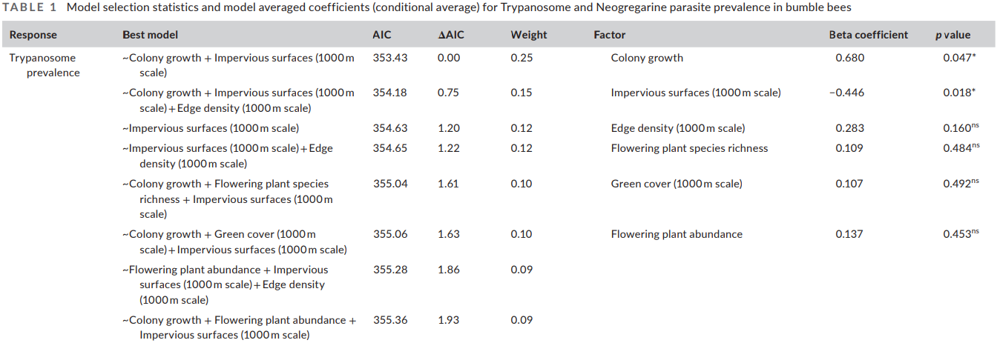 TABLE 1 Model selection statistics and model averaged coefficients (conditional average) for Trypanosome and Neogregarine parasite prevalence in bumble bees
Response Best model AIC ΔAIC Weight Factor Beta coefficient p value
Trypanosome ~Colony growth + Impervious surfaces (1000 m 353.43 0.00 0.25 Colony growth 0.680 0.047*
prevalence scale)
~Colony growth + Impervious surfaces (1000 m 354.18 0.75 0.15 Impervious surfaces (1000 m scale) −0.446 0.018*
scale) + Edge density (1000 m scale)
~Impervious surfaces (1000 m scale) 354.63 1.20 0.12 Edge density (1000 m scale) 0.283 0.160ns
~Impervious surfaces (1000 m scale) + Edge 354.65 1.22 0.12 Flowering plant species richness 0.109 0.484ns
density (1000 m scale)
~Colony growth + Flowering plant species 355.04 1.61 0.10 Green cover (1000 m scale) 0.107 0.492ns
richness + Impervious surfaces (1000 m
scale)
~Colony growth + Green cover (1000 m 355.06 1.63 0.10 Flowering plant abundance 0.137 0.453ns
scale) + Impervious surfaces (1000 m scale)
~Flowering plant abundance + Impervious 355.28 1.86 0.09
surfaces (1000 m scale) + Edge density
(1000 m scale)
~Colony growth + Flowering plant abundance + 355.36 1.93 0.09
Impervious surfaces (1000 m scale)